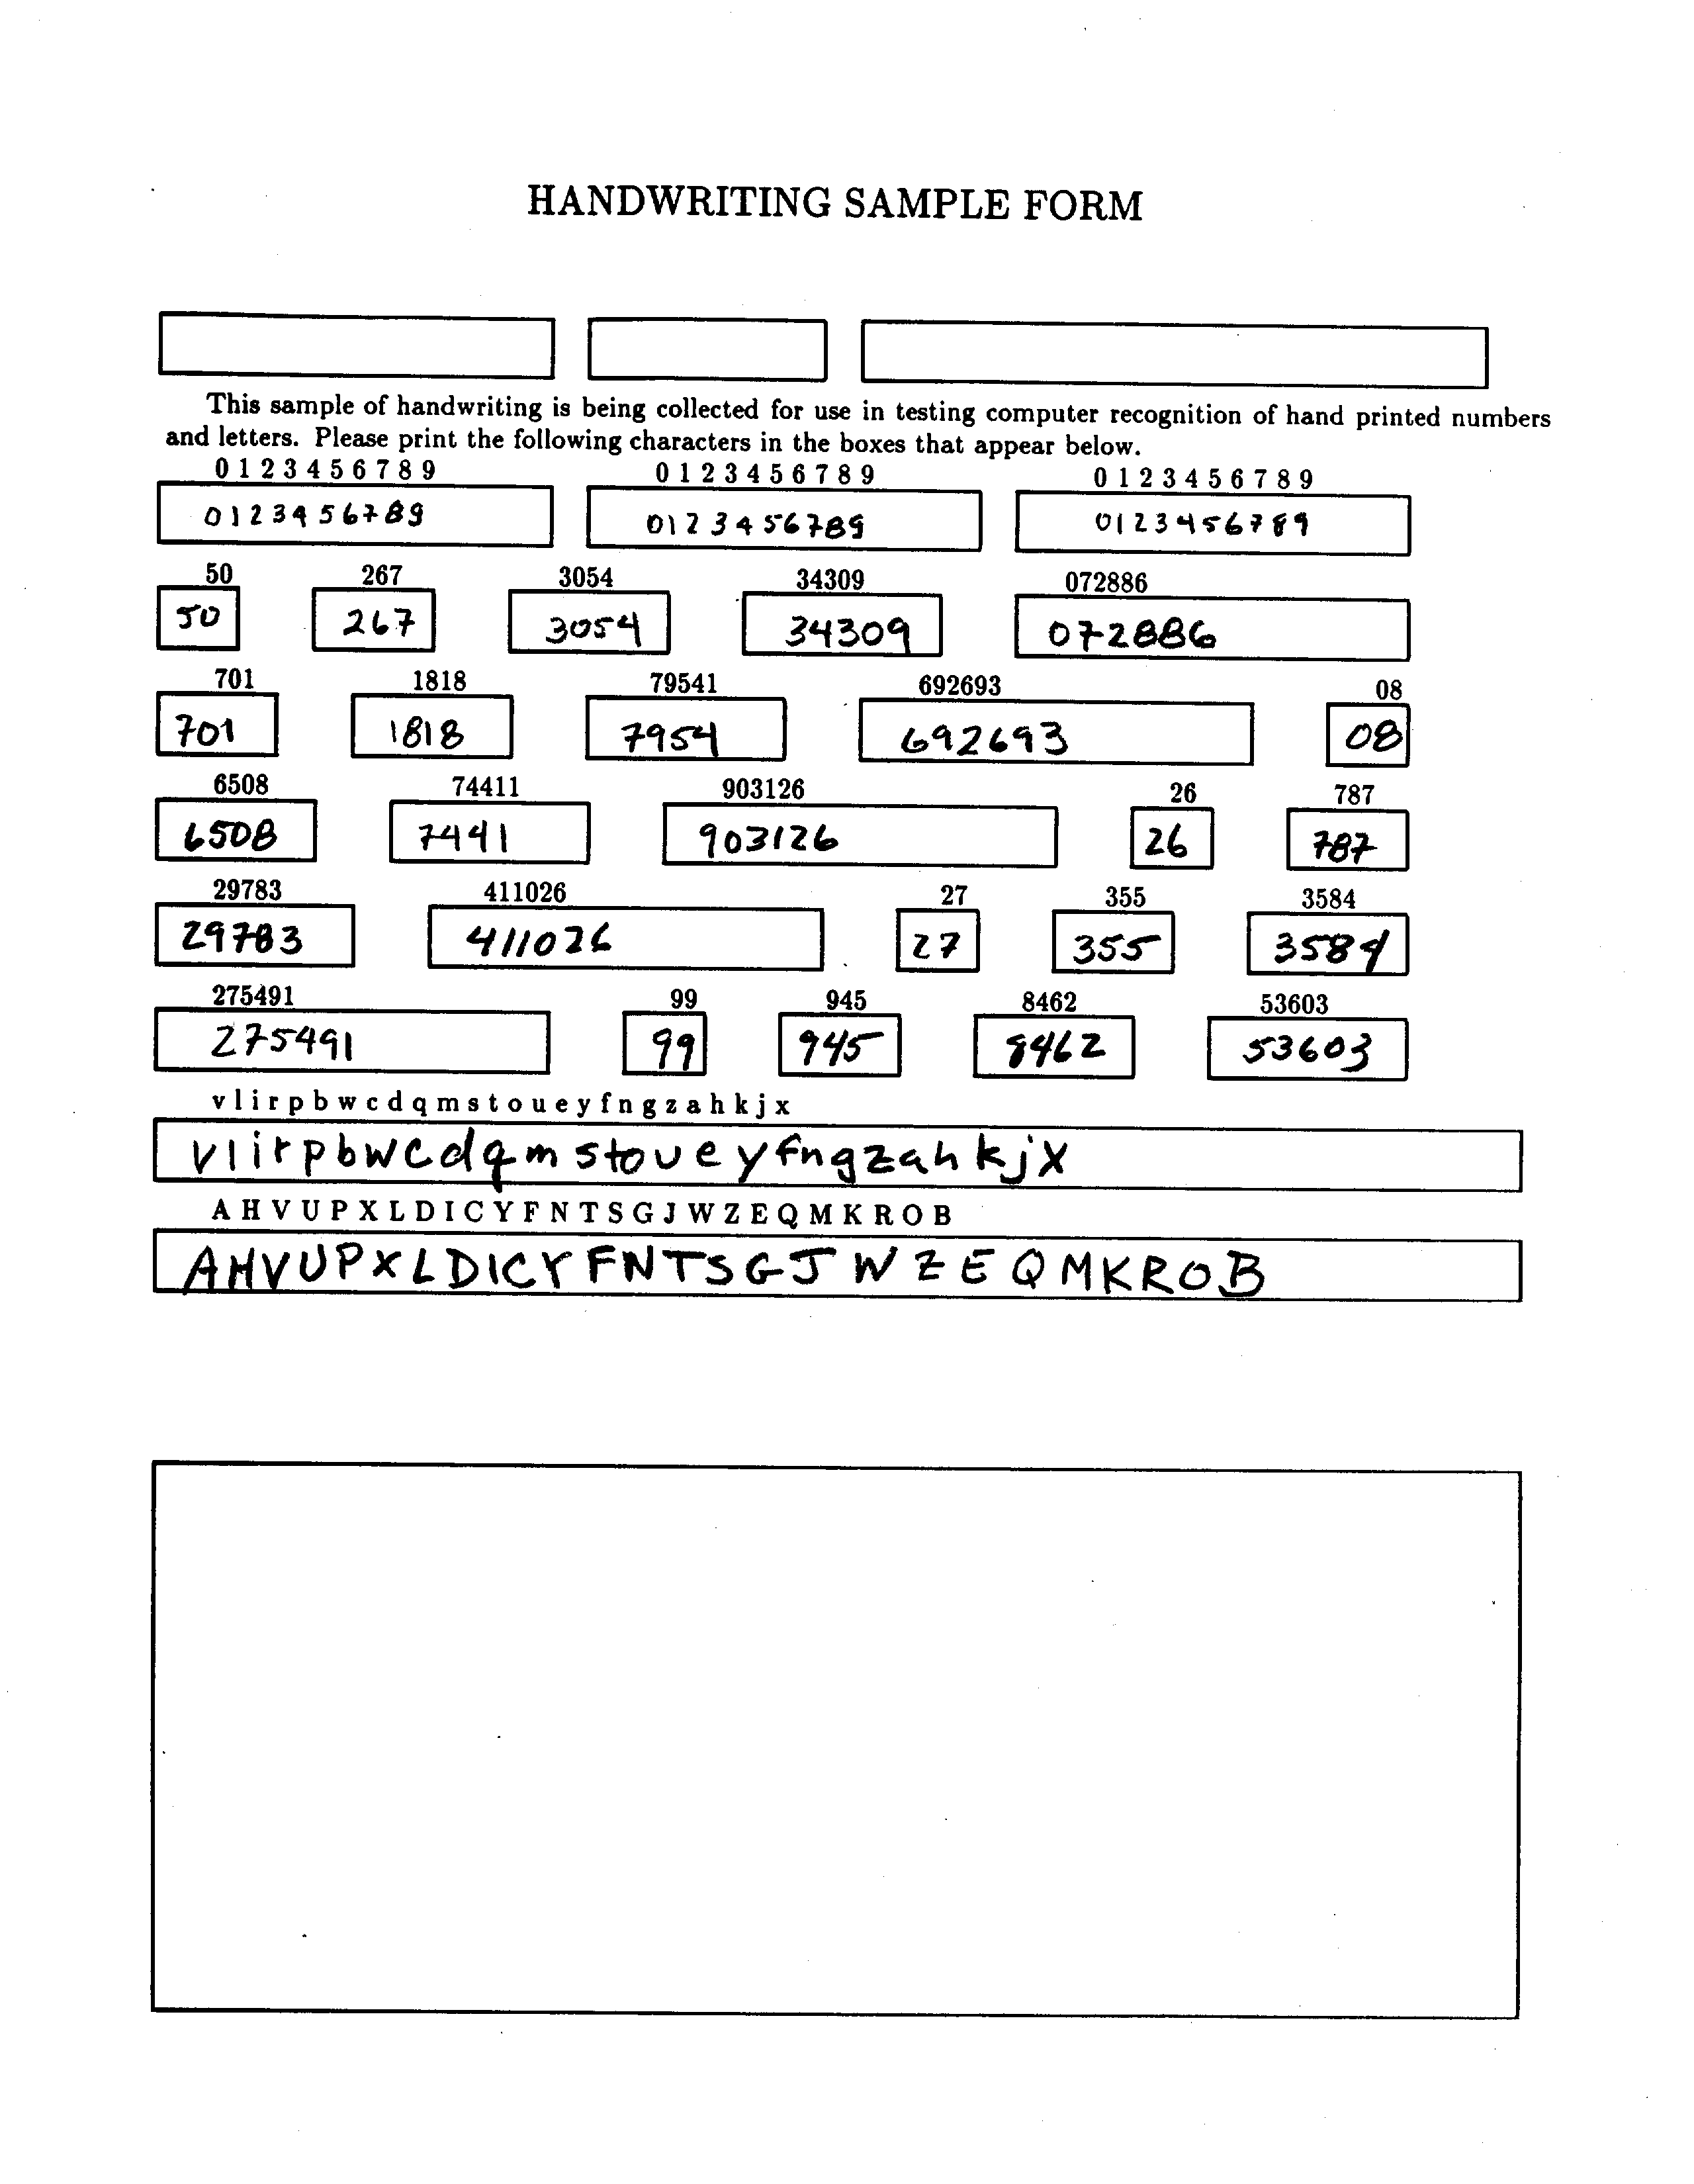 HANDWRITING SAMPLE FORM
This sample of handwriting is being collected for use in testing computer recognition of hand printed numbers
and letters. Please print the following characters in the boxes that appear below.
0 1 2 3 4 5 6 7 8 9 0 1 2 3 4 5 6 7 8 9 0 1 2 3 4 5 6 7 8 9
0123456789 0123456789 0123456789
50 267 3054 34309 072886
50 267 3054 34309 072886
701 1818 79541 692693 08
701 1818 7954 692693 08
6508 74411 903126 26 787
6508 7441 903126 26 787
29783 411026 27 355 3584
29783 411026 27 355 3584
275491 99 945 8462 53603
275491 99 945 8462 53603
v l i r p b w c d q m s t o u e y f n g z a h k j x
vlirpbwcdqmstoueyfngzahkjx
A H V U P X L D I C Y F N T S G J W Z E Q M K R O B
AHVUPXLDICYFNTSGJWZEQMKROB